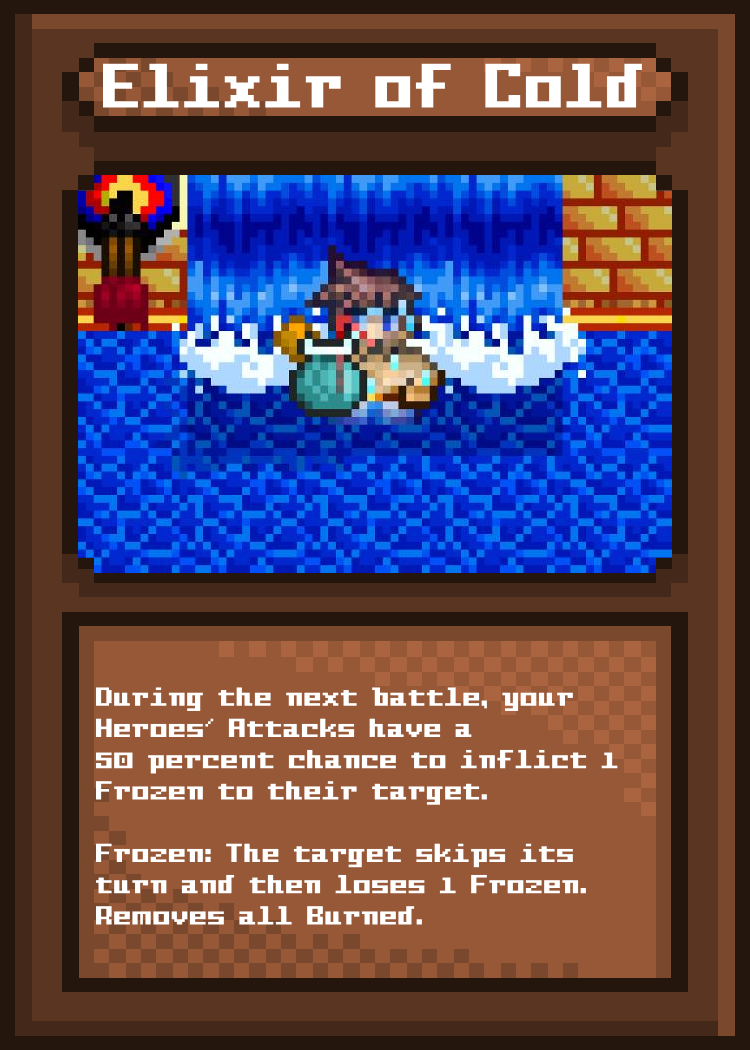 Elixir of Cold
During the next battle, your
Heroes' Attacks have a
50 percent chance to inflict 1
Frozen to their target.
Frozen: The target skips its
turn and then loses 1 Frozen.
Removes all Burned.